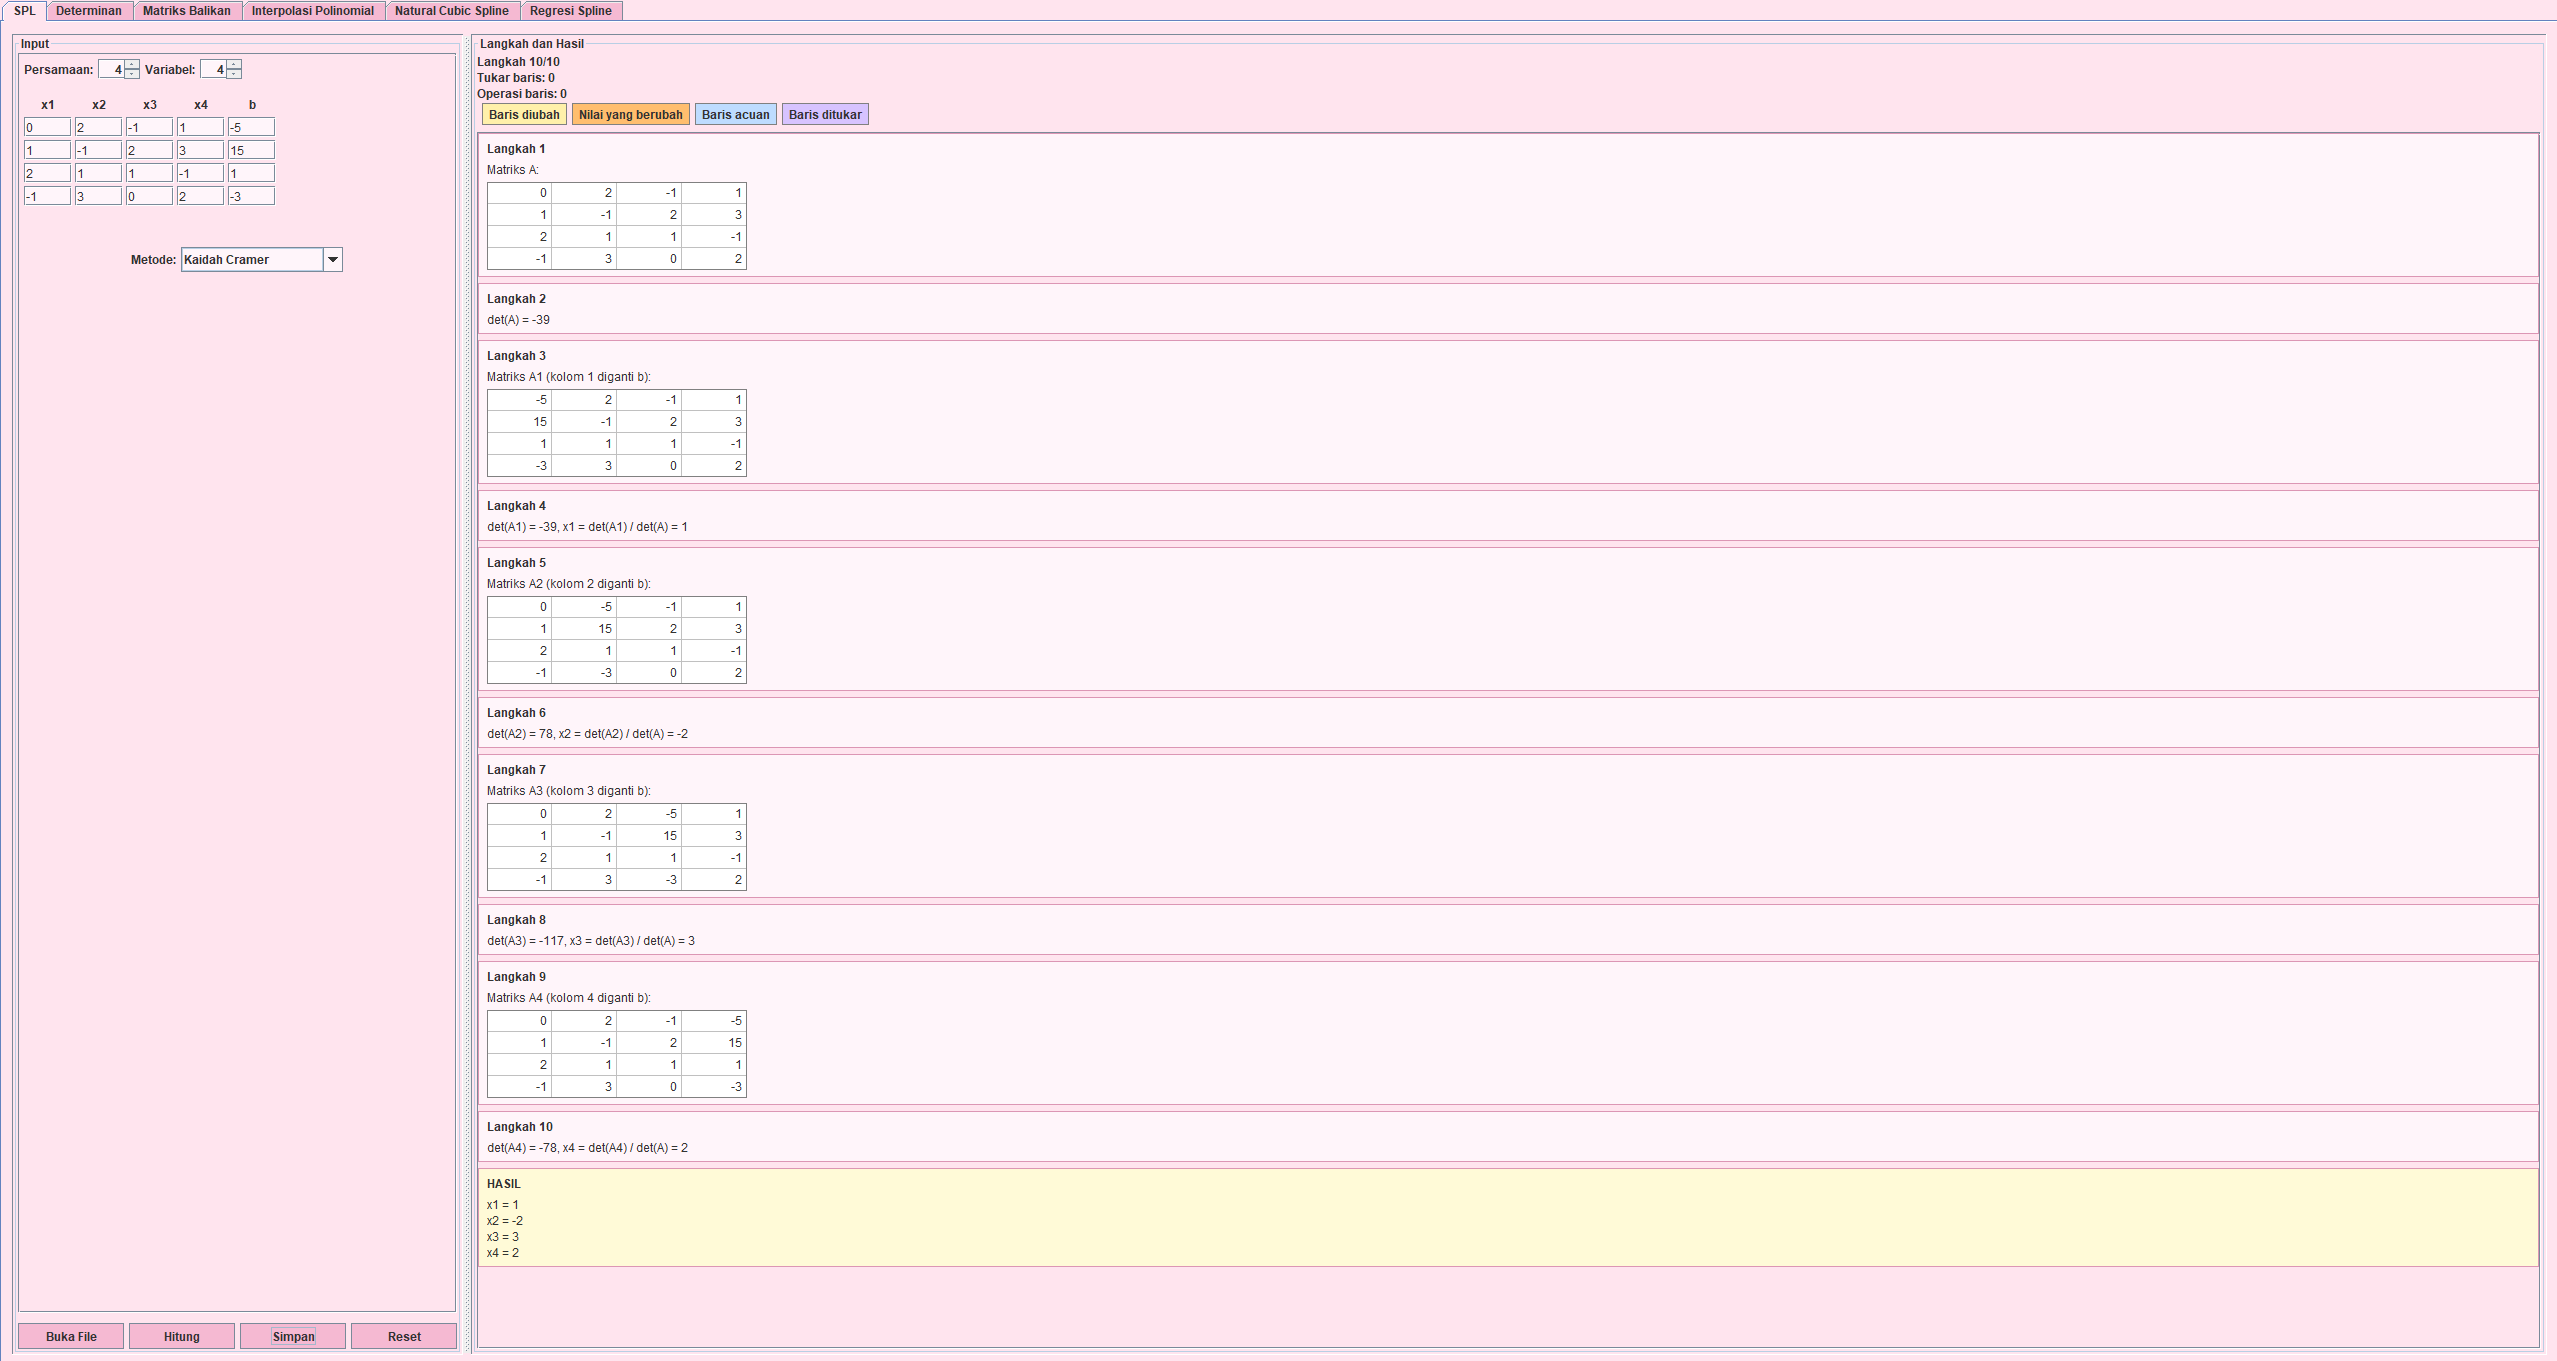 SPL Determinan Matriks Balikan Interpolasi Polinomial Natural Cubic Spline Regresi Spline
Input
Persamaan: 4 Variabel: 4
x1 x2 x3 x4 b
0 2 -1 1 -5
1 -1 2 3 15
2 1 1 -1 1
-1 3 0 2 -3
Metode: Kaidah Cramer
Buka File Hitung Simpan Reset
Langkah dan Hasil
Langkah 10/10
Tukar baris: 0
Operasi baris: 0
Baris diubah Nilai yang berubah Baris acuan Baris ditukar
Langkah 1
Matriks A:
0 2 -1 1
1 -1 2 3
2 1 1 -1
-1 3 0 2
Langkah 2
det(A) = -39
Langkah 3
Matriks A1 (kolom 1 diganti b):
-5 2 -1 1
15 -1 2 3
1 1 1 -1
-3 3 0 2
Langkah 4
det(A1) = -39, x1 = det(A1) / det(A) = 1
Langkah 5
Matriks A2 (kolom 2 diganti b):
0 -5 -1 1
1 15 2 3
2 1 1 -1
-1 -3 0 2
Langkah 6
det(A2) = 78, x2 = det(A2) / det(A) = -2
Langkah 7
Matriks A3 (kolom 3 diganti b):
0 2 -5 1
1 -1 15 3
2 1 1 -1
-1 3 -3 2
Langkah 8
det(A3) = -117, x3 = det(A3) / det(A) = 3
Langkah 9
Matriks A4 (kolom 4 diganti b):
0 2 -1 -5
1 -1 2 15
2 1 1 1
-1 3 0 -3
Langkah 10
det(A4) = -78, x4 = det(A4) / det(A) = 2
HASIL
x1 = 1
x2 = -2
x3 = 3
x4 = 2